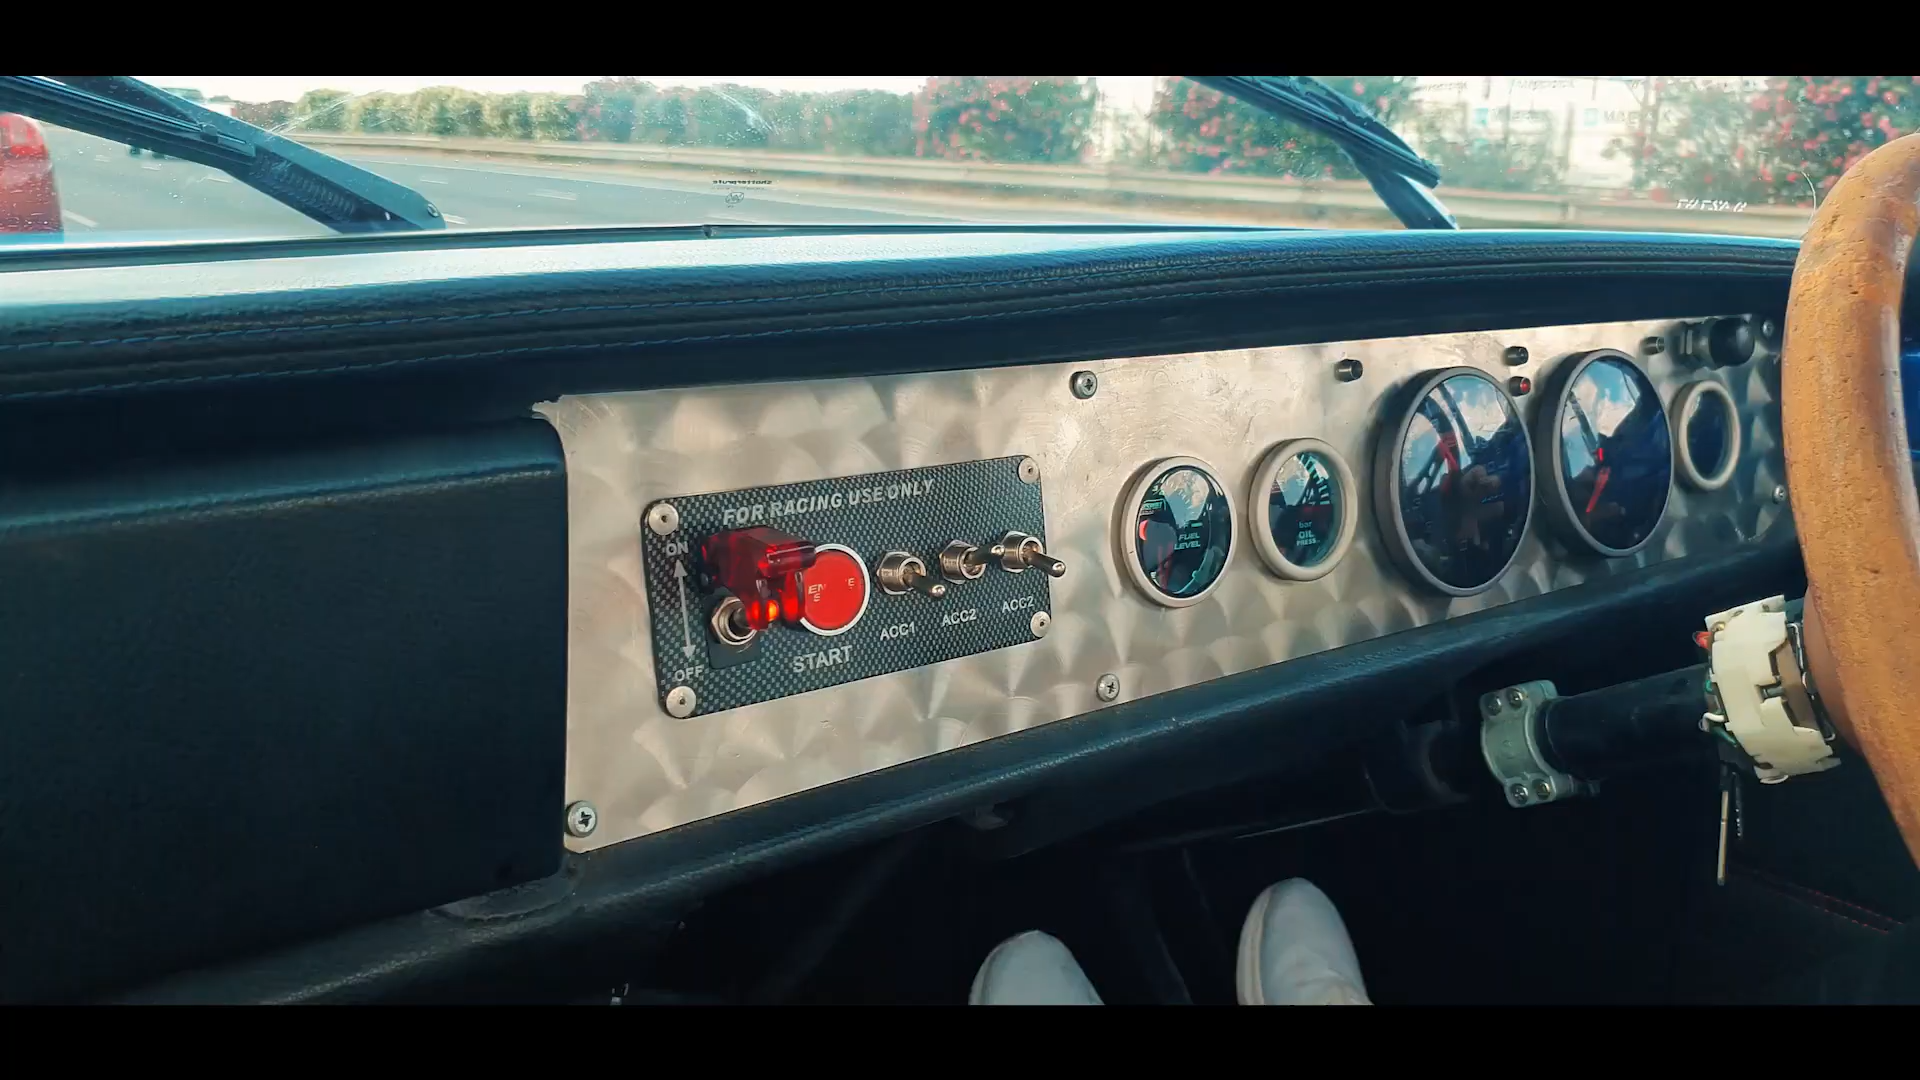 FOR RACING USE ONLY
ON
OFF
START
ACC1
ACC2
ACC2
FUEL
LEVEL
bar
OIL
PRESS